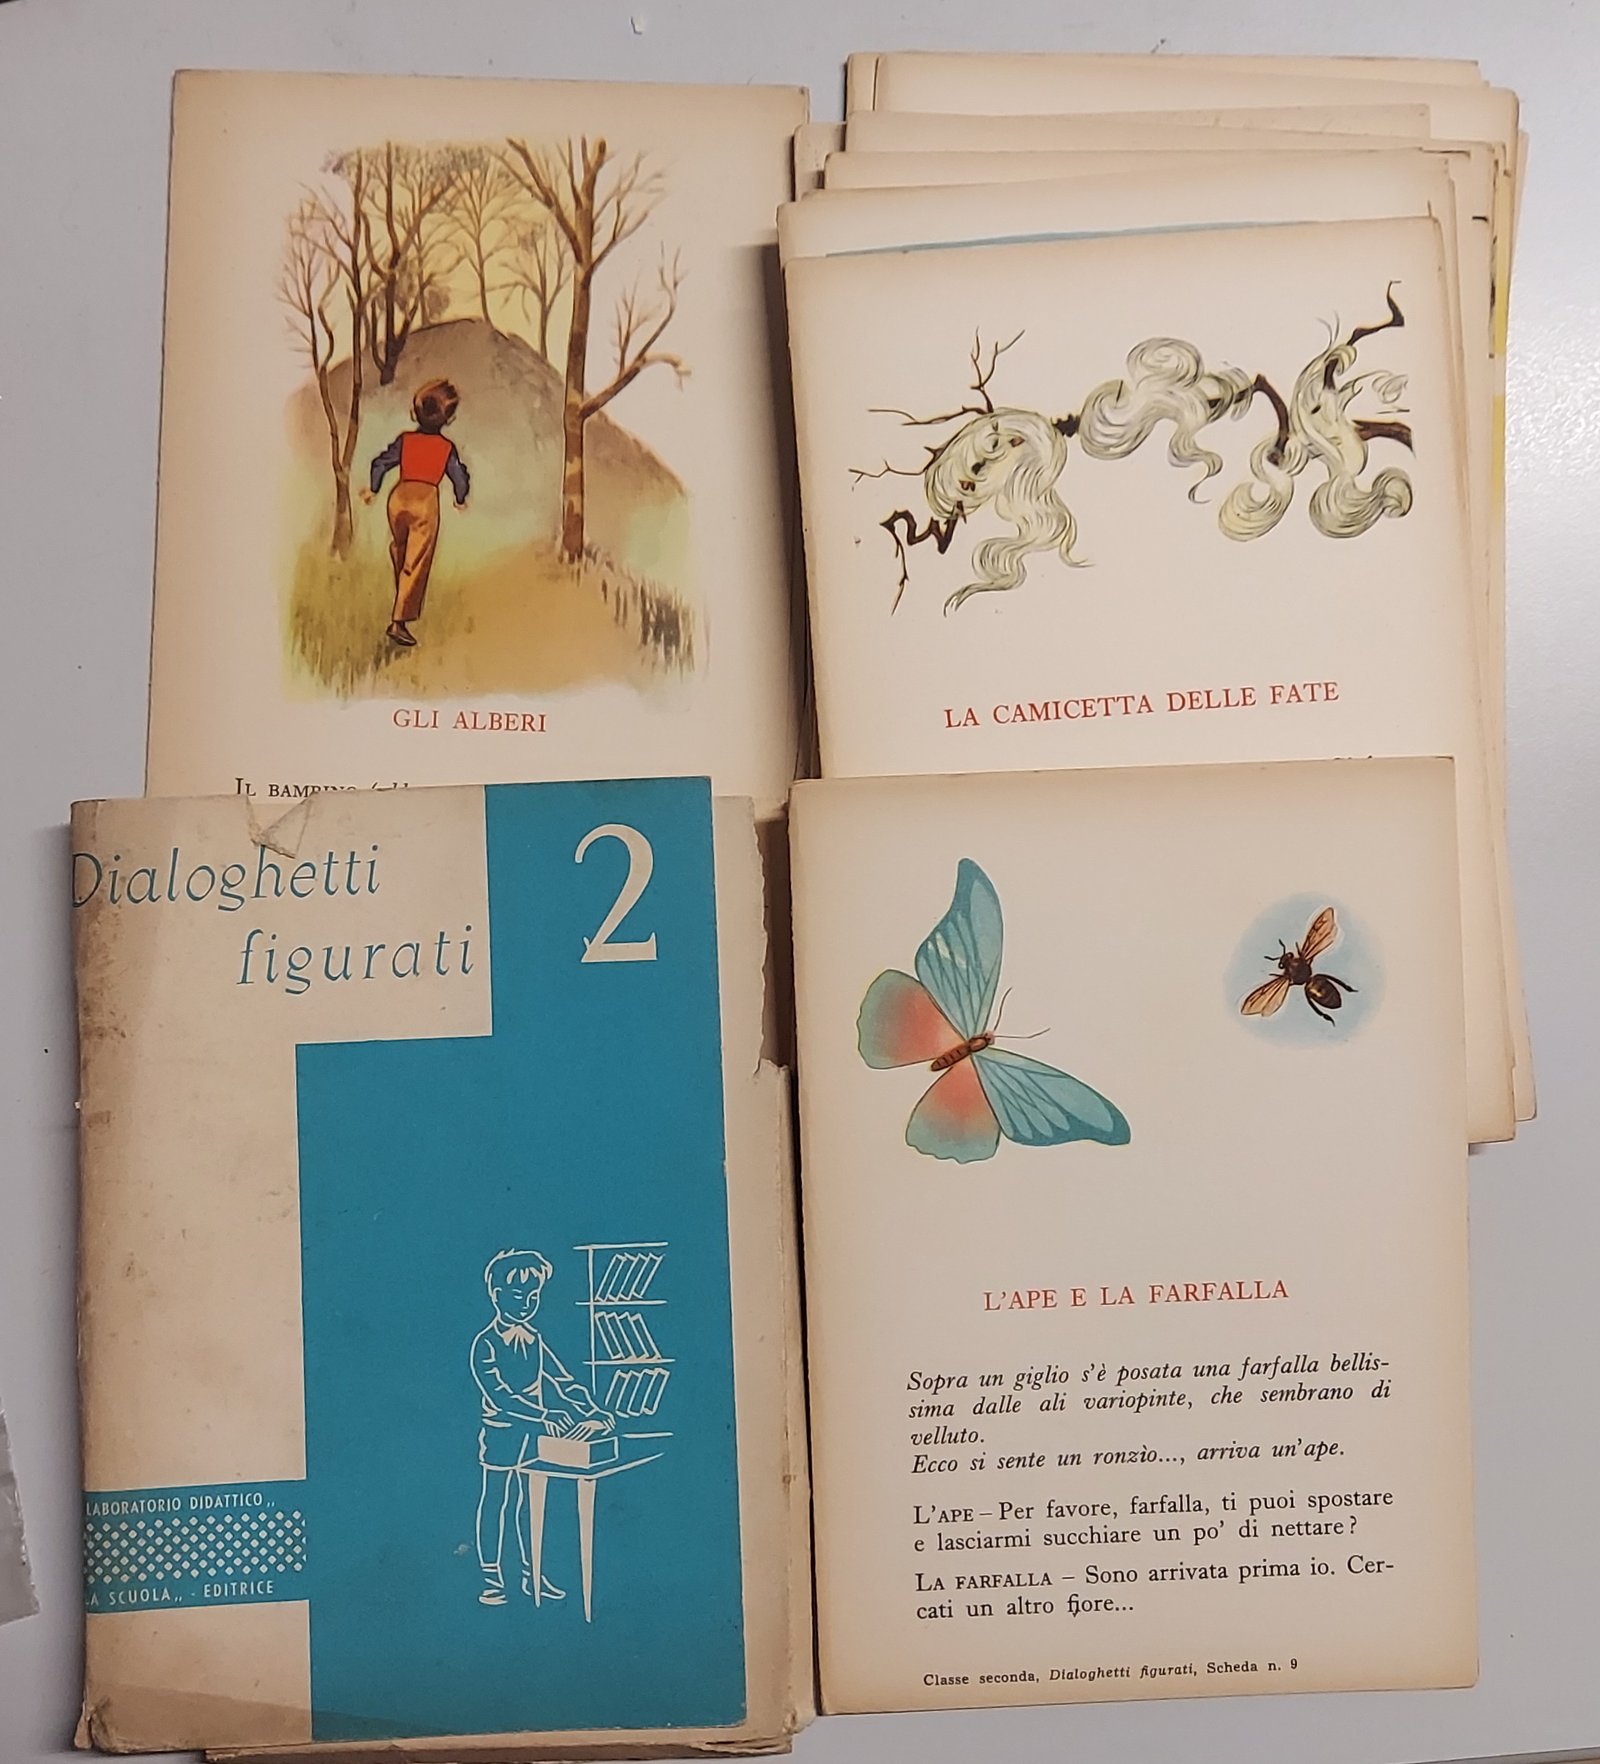 GLI ALBERI
IL BAMBINO
LA CAMICETTA DELLE FATE
Dialoghetti
figurati
2
LABORATORIO DIDATTICO„
LA SCUOLA„ - EDITRICE
L'APE E LA FARFALLA
Sopra un giglio s'è posata una farfalla bellis-
sima dalle ali variopinte, che sembrano di
velluto.
Ecco si sente un ronzìo..., arriva un'ape.
L'APE – Per favore, farfalla, ti puoi spostare
e lasciarmi succhiare un po' di nettare?
LA FARFALLA – Sono arrivata prima io. Cer-
cati un altro fiore...
Classe seconda, Dialoghetti figurati, Scheda n. 9